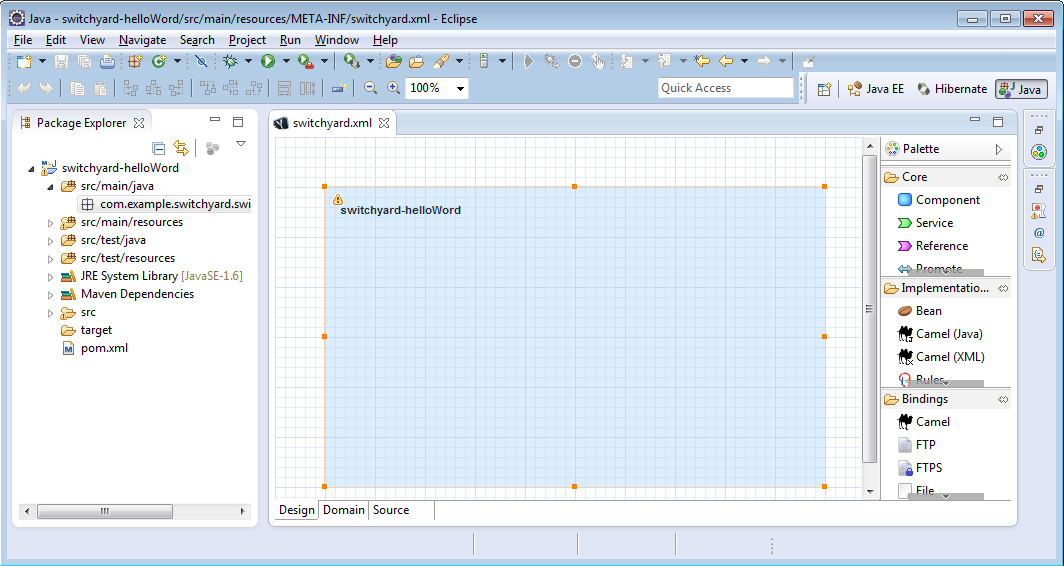 Java - switchyard-helloWord/src/main/resources/META-INF/switchyard.xml - Eclipse
File Edit View Navigate Search Project Run Window Help
100%
Quick Access
Java EE
Hibernate
Java
Package Explorer
switchyard-helloWord
src/main/java
com.example.switchyard.swi
src/main/resources
src/test/java
src/test/resources
JRE System Library [JavaSE-1.6]
Maven Dependencies
src
target
pom.xml
switchyard.xml
switchyard-helloWord
Design Domain Source
Palette
Core
Component
Service
Reference
Promote
Implementatio...
Bean
Camel (Java)
Camel (XML)
Rules
Bindings
Camel
FTP
FTPS
File